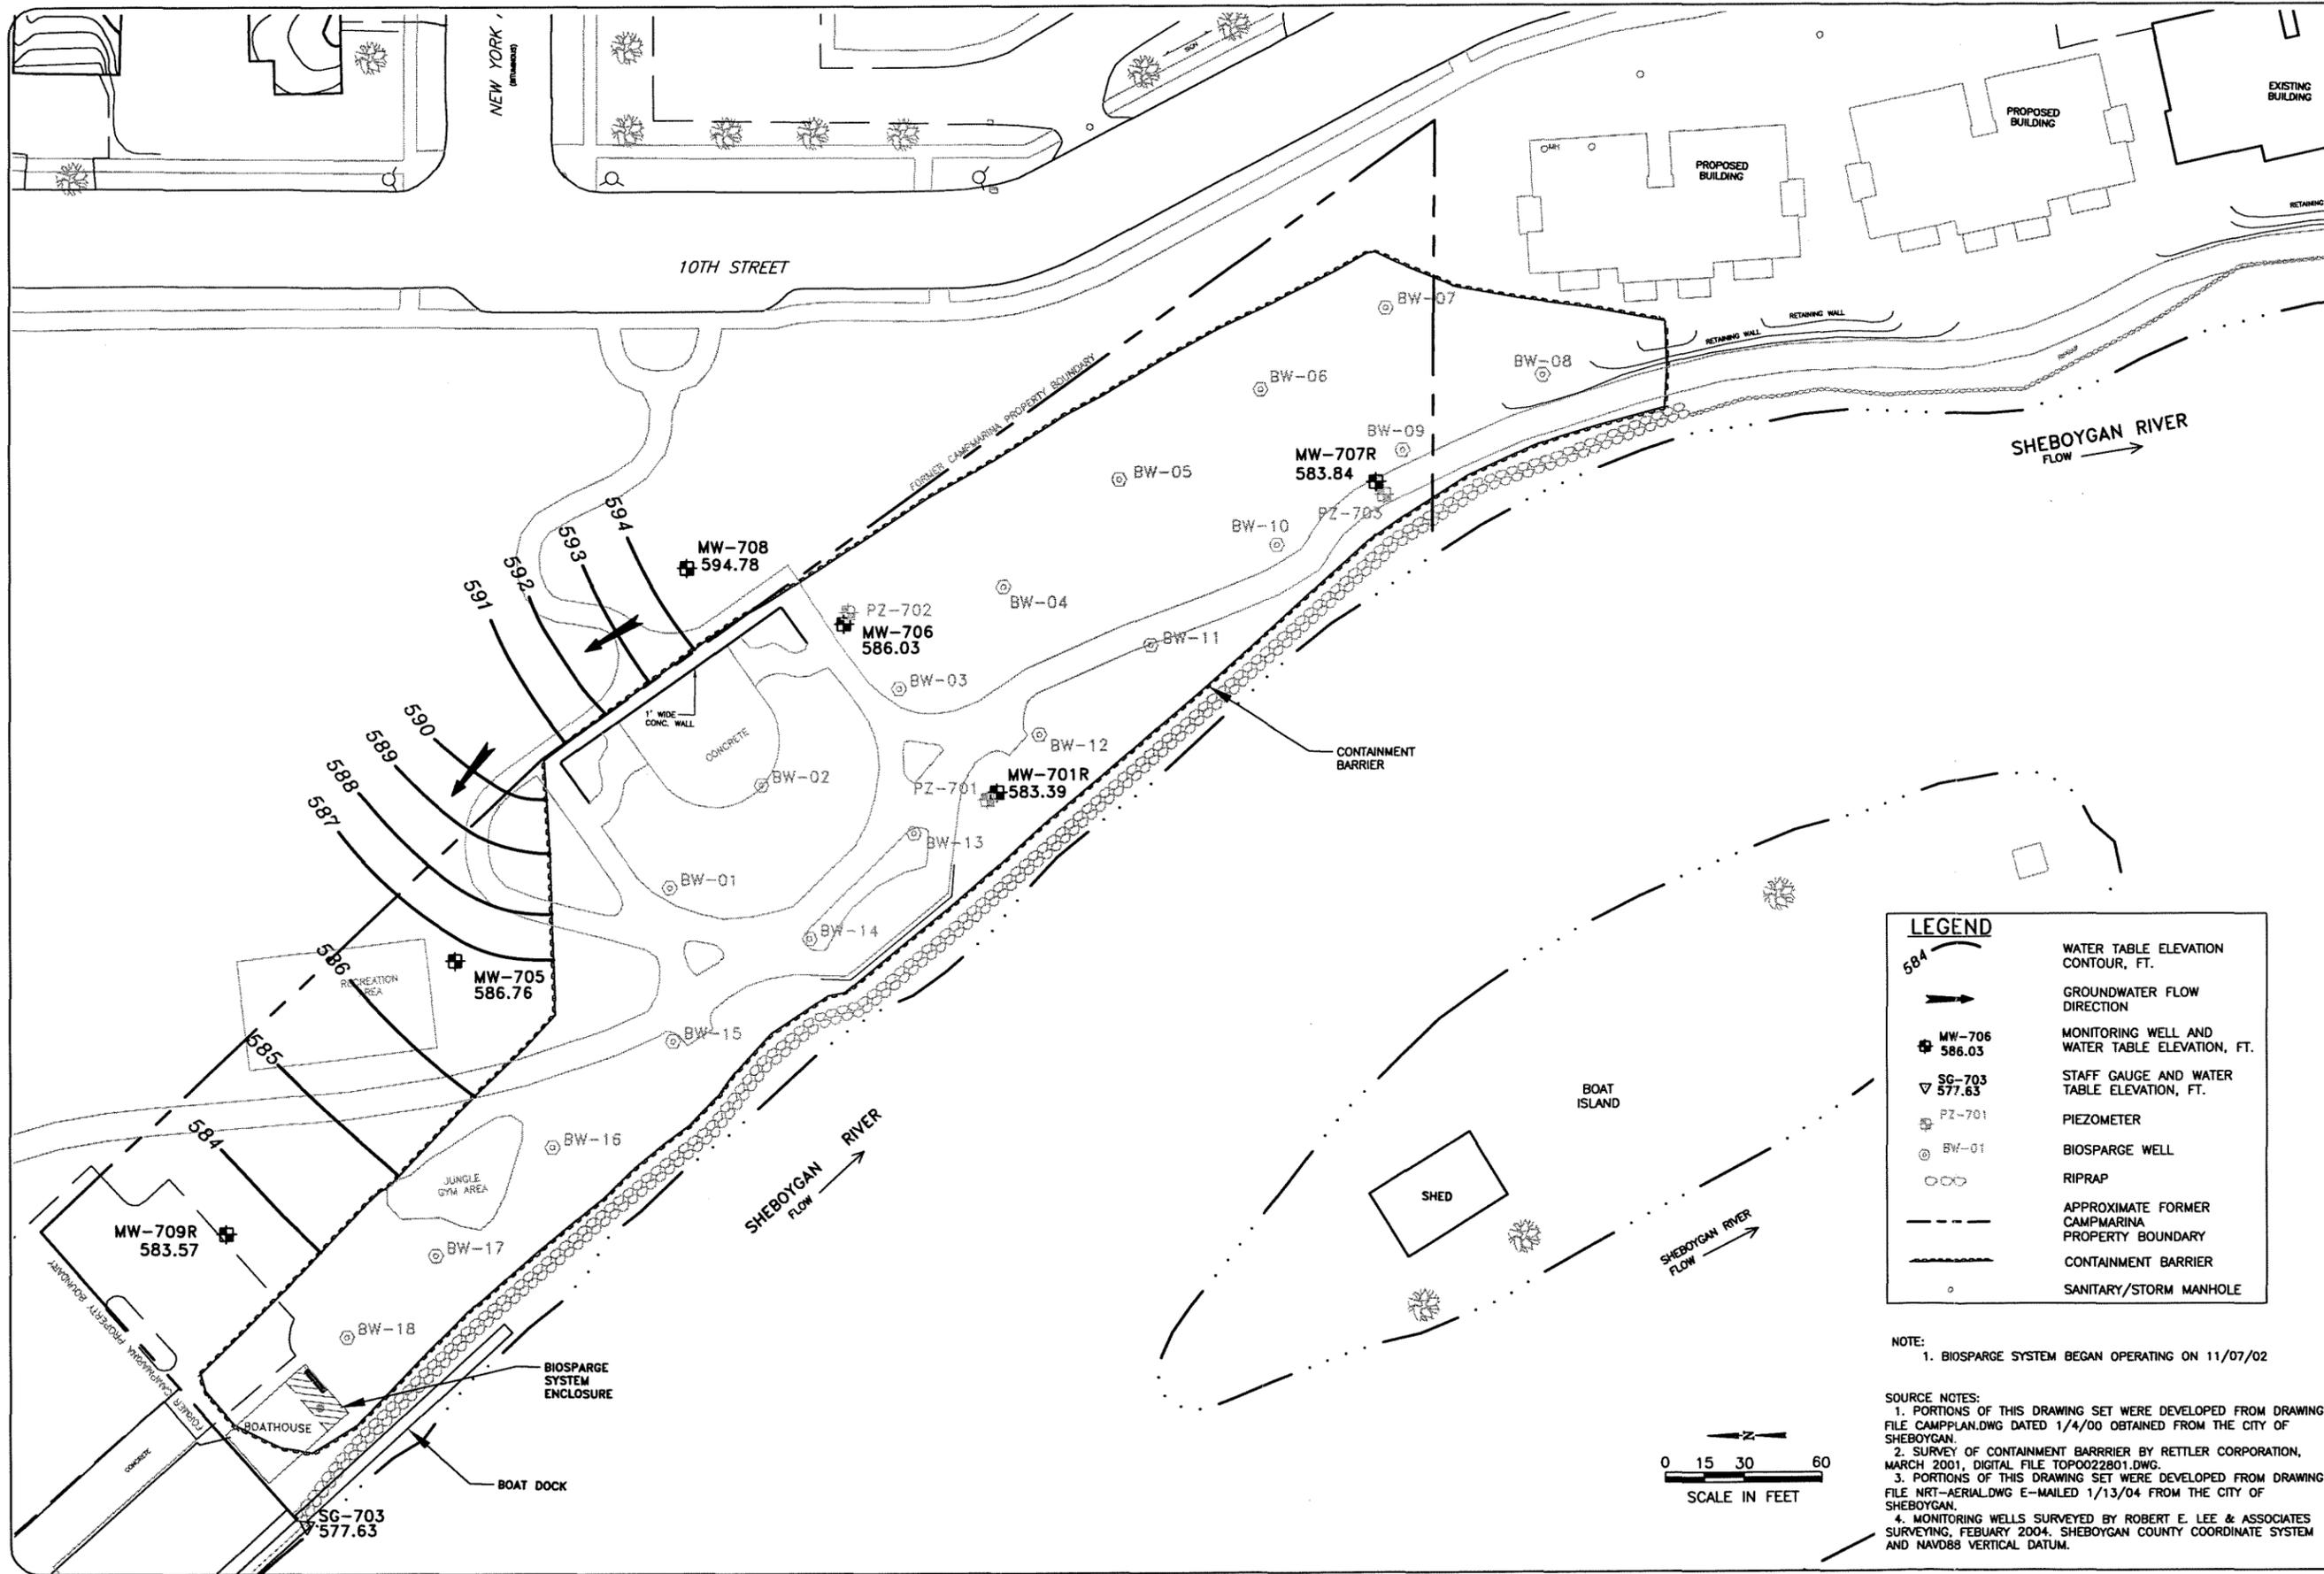 NEW YORK ,
(BITUMINOUS)
SIGN
EXISTING
BUILDING
PROPOSED
BUILDING
MH
PROPOSED
BUILDING
RETAINING
10TH STREET
BW-07
RETAINING WALL
RETAINING WALL
RIPRAP
FORMER CAMPMARINA PROPERTY BOUNDARY
BW-06
BW-08
BW-09
SHEBOYGAN RIVER
FLOW
MW-707R
583.84
BW-05
PZ-703
BW-10
594
593
592
591
MW-708
594.78
BW-04
PZ-702
MW-706
586.03
BW-11
BW-03
1' WIDE
CONC. WALL
590
589
588
587
CONCRETE
BW-12
CONTAINMENT
BARRIER
BW-02
MW-701R
583.39
PZ-701
BW-13
BW-01
BW-14
586
RECREATION
AREA
MW-705
586.76
BW-15
585
BOAT
ISLAND
584
BW-16
SHEBOYGAN RIVER
FLOW
JUNGLE
GYM AREA
SHED
MW-709R
583.57
BW-17
SHEBOYGAN RIVER
FLOW
FORMER CAMPMARINA PROPERTY BOUNDARY
BW-18
BIOSPARGE
SYSTEM
ENCLOSURE
BOATHOUSE
CONCRETE
BOAT DOCK
SG-703
577.63
LEGEND
584
WATER TABLE ELEVATION
CONTOUR, FT.
GROUNDWATER FLOW
DIRECTION
MW-706
586.03
MONITORING WELL AND
WATER TABLE ELEVATION, FT.
SG-703
577.63
STAFF GAUGE AND WATER
TABLE ELEVATION, FT.
PZ-701
PIEZOMETER
BW-01
BIOSPARGE WELL
RIPRAP
APPROXIMATE FORMER
CAMPMARINA
PROPERTY BOUNDARY
CONTAINMENT BARRIER
SANITARY/STORM MANHOLE
NOTE:
1. BIOSPARGE SYSTEM BEGAN OPERATING ON 11/07/02
SOURCE NOTES:
1. PORTIONS OF THIS DRAWING SET WERE DEVELOPED FROM DRAWING
FILE CAMPPLAN.DWG DATED 1/4/00 OBTAINED FROM THE CITY OF
SHEBOYGAN.
2. SURVEY OF CONTAINMENT BARRRIER BY RETTLER CORPORATION,
MARCH 2001, DIGITAL FILE TOPO022801.DWG.
3. PORTIONS OF THIS DRAWING SET WERE DEVELOPED FROM DRAWING
FILE NRT-AERIAL.DWG E-MAILED 1/13/04 FROM THE CITY OF
SHEBOYGAN.
4. MONITORING WELLS SURVEYED BY ROBERT E. LEE & ASSOCIATES
SURVEYING, FEBUARY 2004. SHEBOYGAN COUNTY COORDINATE SYSTEM
AND NAVD88 VERTICAL DATUM.
N
0 15 30 60
SCALE IN FEET